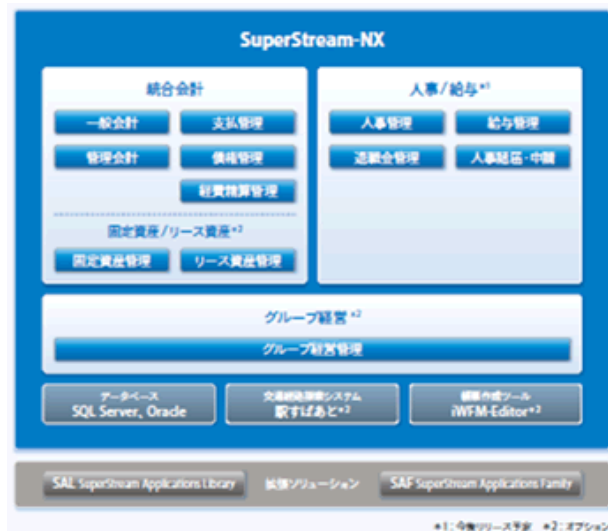 SuperStream-NX
統合会計
一般会計 支払管理
管理会計 債権管理
経費精算管理
固定資産/リース資産*2
固定資産管理 リース資産管理
人事/給与*1
人事管理 給与管理
退職金管理 人事諸届・申請
グループ経営*2
グループ経営管理
データベース
SQL Server, Oracle
交通経路探索システム
駅すぱあと*2
帳票作成ツール
iWFM-Editor*2
SAL SuperStream Applications Library 拡張ソリューション SAF SuperStream Applications Family
*1:今後リリース予定 *2:オプション